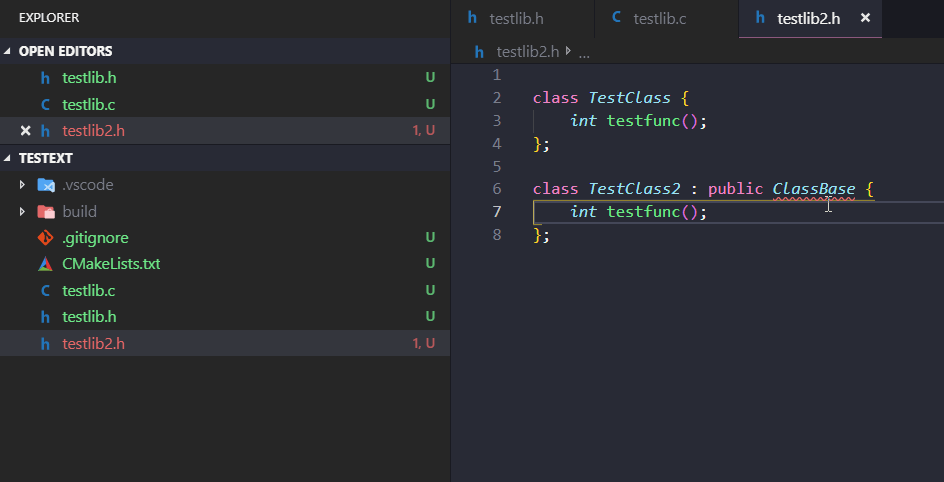 EXPLORER
OPEN EDITORS
h testlib.h U
C testlib.c U
× h testlib2.h 1, U
TESTEXT
.vscode
build
.gitignore U
CMakeLists.txt U
C testlib.c U
h testlib.h U
h testlib2.h 1, U
h testlib.h C testlib.c h testlib2.h ×
h testlib2.h ...
1
2 class TestClass {
3 int testfunc();
4 };
5
6 class TestClass2 : public ClassBase {
7 int testfunc();
8 };